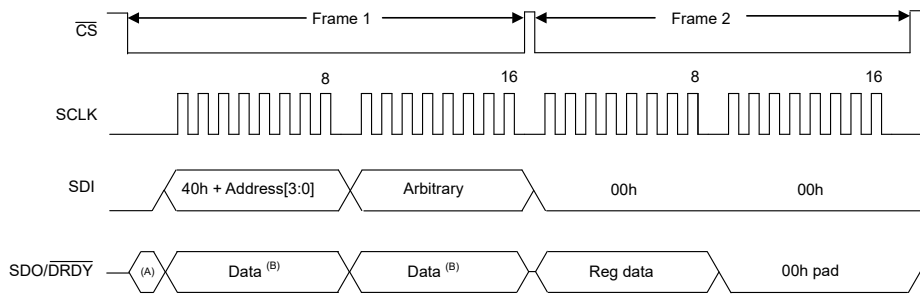 Frame 1 Frame 2
CS
8 16 8 16
SCLK
SDI 40h + Address[3:0] Arbitrary 00h 00h
SDO/DRDY (A) Data (B) Data (B) Reg data 00h pad